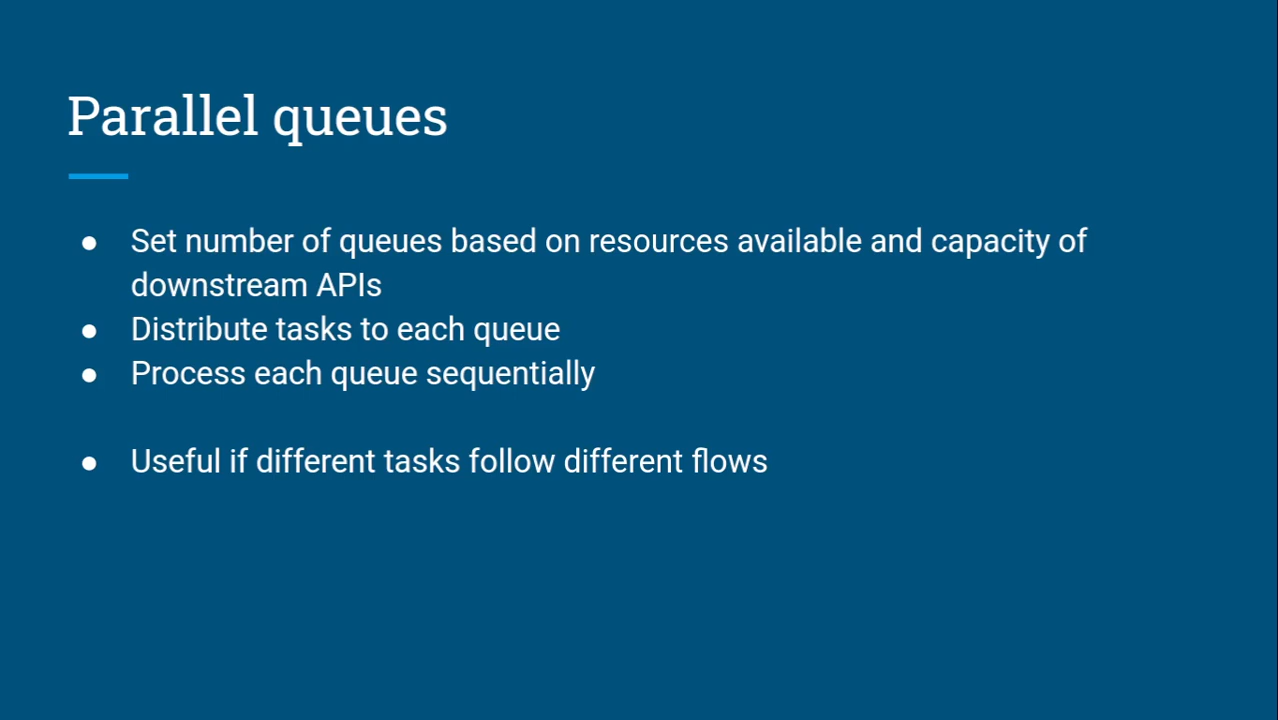 Parallel queues
● Set number of queues based on resources available and capacity of
downstream APIs
● Distribute tasks to each queue
● Process each queue sequentially
● Useful if different tasks follow different flows